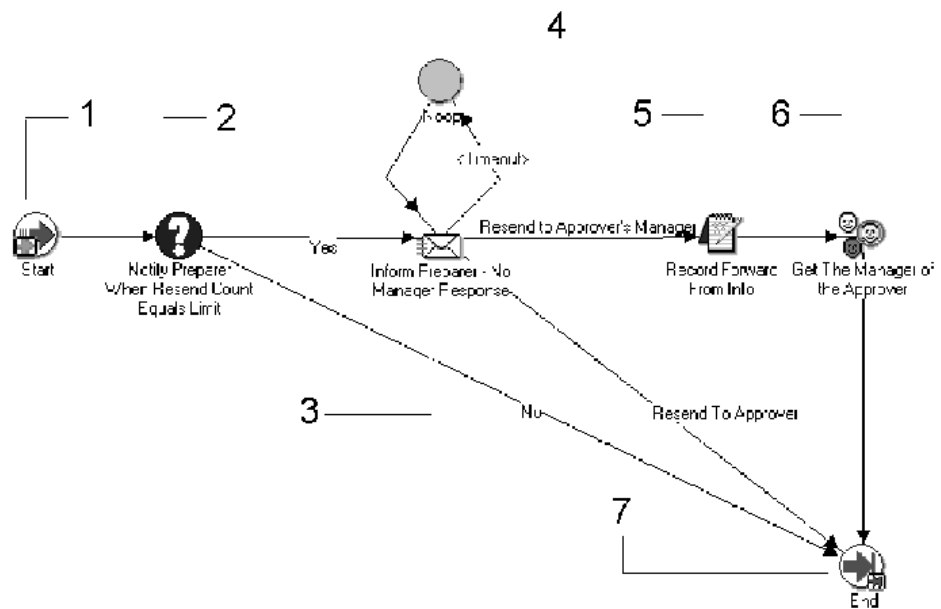 4
1
2
5
6
Noop
<Timeout>
Resend to Approver's Manager
Yes
Start
Notify Preparer
When Resend Count
Equals Limit
Inform Preparer - No
Manager Response
Record Forward
From Info
Get The Manager of
the Approver
3
No
Resend To Approver
7
End